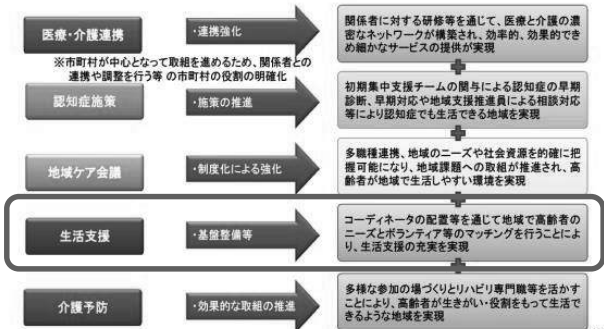 医療・介護連携
・連携強化
関係者に対する研修等を通じて、医療と介護の濃
密なネットワークが構築され、効率的、効果的でき
め細かなサービスの提供が実現
※市町村が中心となって取組を進めるため、関係者との
連携や調整を行う等 の市町村の役割の明確化
認知症施策
・施策の推進
初期集中支援チームの関与による認知症の早期
診断、早期対応や地域支援推進員による相談対応
等により認知症でも生活できる地域を実現
地域ケア会議
・制度化による強化
多職種連携、地域のニーズや社会資源を的確に把
握可能になり、地域課題への取組が推進され、高
齢者が地域で生活しやすい環境を実現
生活支援
・基盤整備等
コーディネータの配置等を通じて地域で高齢者の
ニーズとボランティア等のマッチングを行うことによ
り、生活支援の充実を実現
介護予防
・効果的な取組の推進
多様な参加の場づくりとリハビリ専門職等を活かす
ことにより、高齢者が生きがい・役割をもって生活で
きるような地域を実現